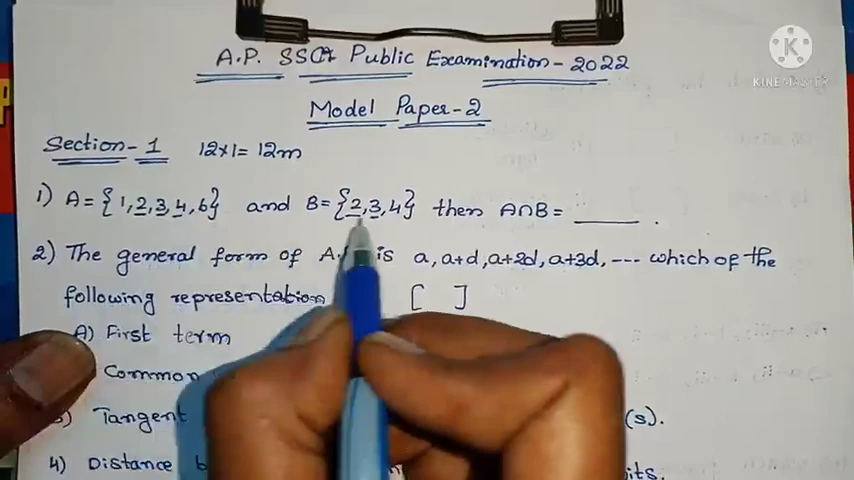 A.P. SSC Public Examination - 2022
KINEMASTER
Model Paper-2
Section-1 12×1= 12m
1) A={1,2,3,4,6} and B={2,3,4} then A∩B= ______ .
2) The general form of A. is a, a+d, a+2d, a+3d, --- which of the
following representation [ ]
A) First term
Common
Tangent (s).
4) Distance